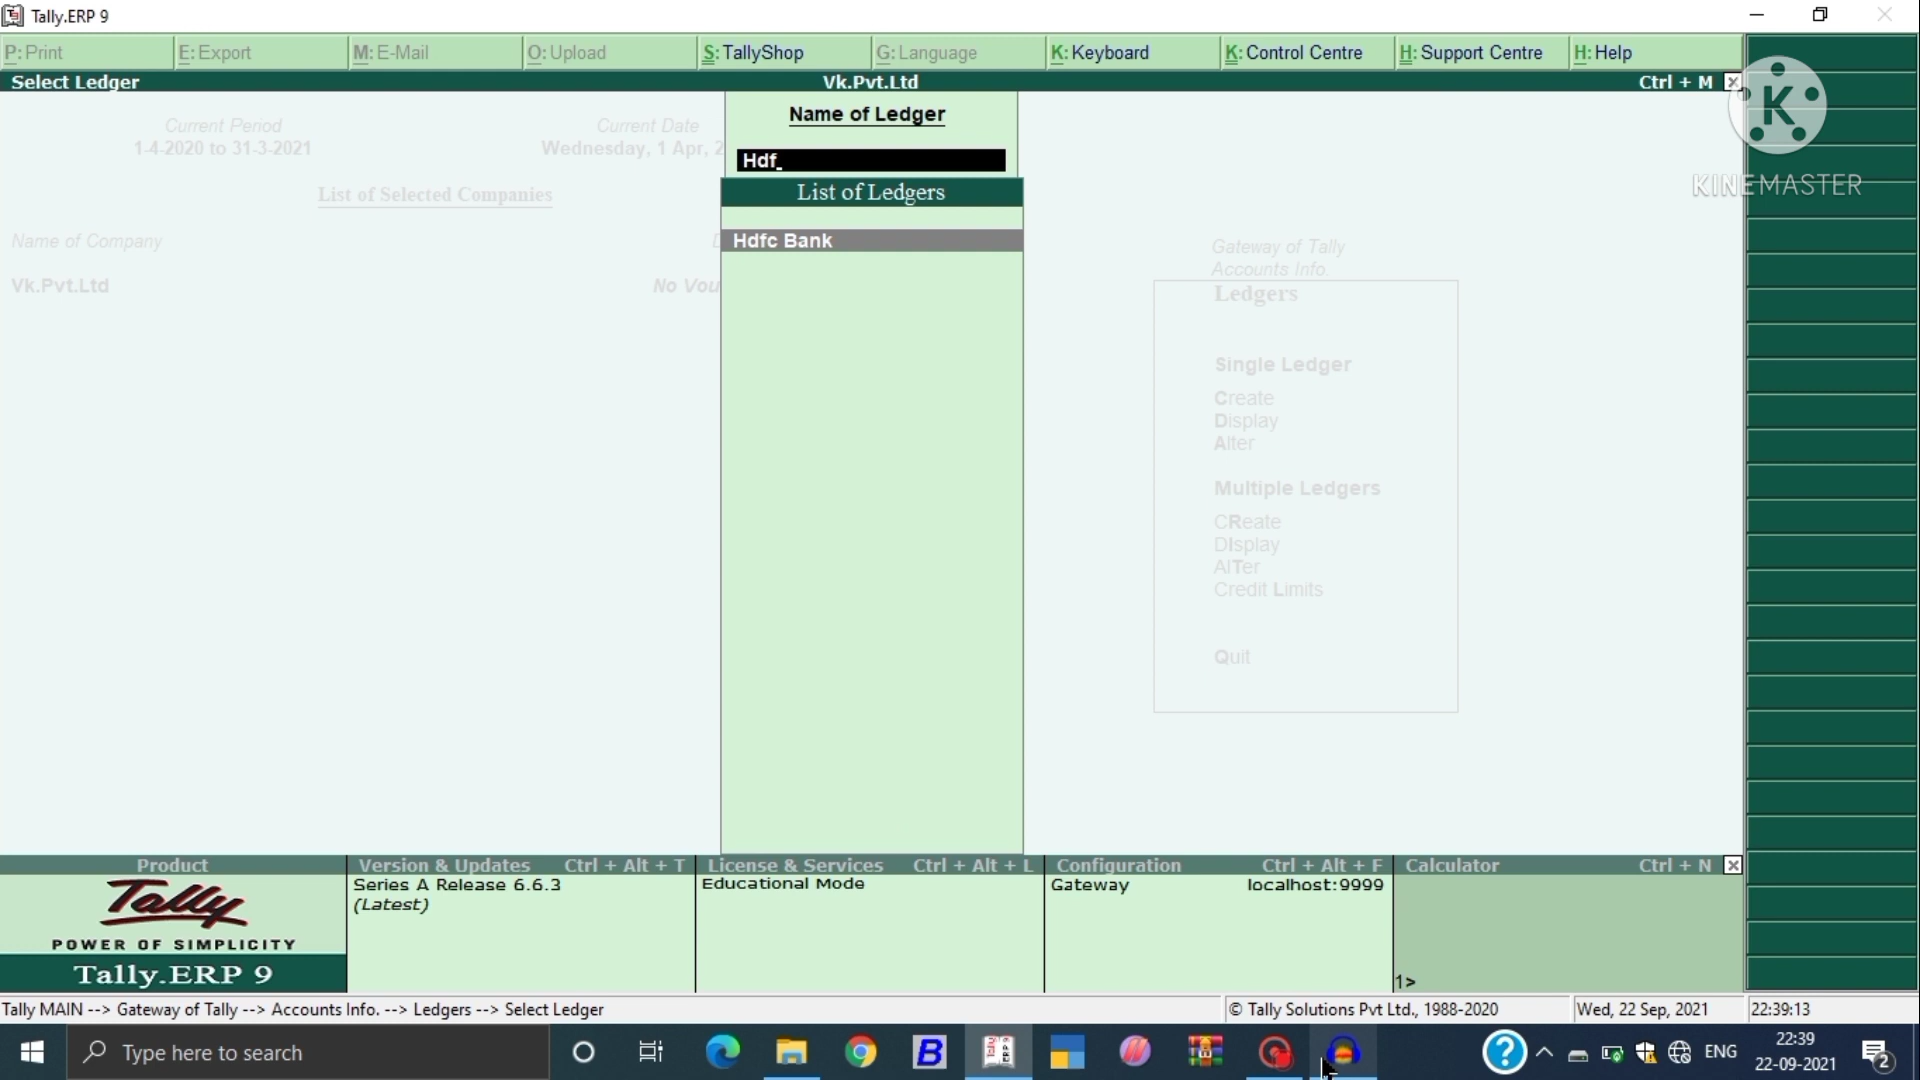 Tally.ERP 9
P: Print E: Export M: E-Mail O: Upload S: TallyShop G: Language K: Keyboard K: Control Centre H: Support Centre H: Help
Select Ledger Vk.Pvt.Ltd Ctrl + M
Current Period Current Date
1-4-2020 to 31-3-2021 Wednesday, 1 Apr, 2
Name of Ledger
Hdf_
List of Selected Companies
List of Ledgers
Name of Company
Hdfc Bank
Vk.Pvt.Ltd No Vou
K
KINEMASTER
Gateway of Tally
Accounts Info.
Ledgers
Single Ledger
Create
Display
Alter
Multiple Ledgers
CReate
DIsplay
AlTer
Credit Limits
Quit
Product Version & Updates Ctrl + Alt + T License & Services Ctrl + Alt + L Configuration Ctrl + Alt + F Calculator Ctrl + N
Tally
POWER OF SIMPLICITY
Tally.ERP 9
Series A Release 6.6.3
(Latest)
Educational Mode
Gateway localhost:9999
1>
Tally MAIN --> Gateway of Tally --> Accounts Info. --> Ledgers --> Select Ledger © Tally Solutions Pvt Ltd., 1988-2020 Wed, 22 Sep, 2021 22:39:13
Type here to search
B
ENG
22:39
22-09-2021
2